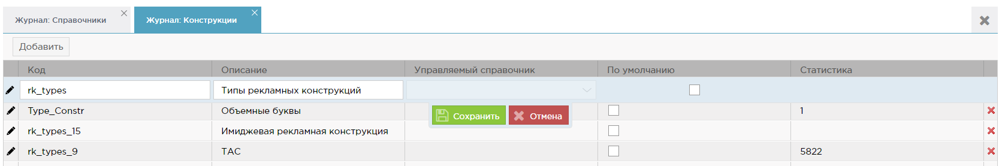 Журнал: Справочники Журнал: Конструкции
Добавить
Код Описание Управляемый справочник По умолчанию Статистика
rk_types Типы рекламных конструкций
Type_Constr Объемные буквы 1
Сохранить Отмена
rk_types_15 Имиджевая рекламная конструкция
rk_types_9 ТАС 5822